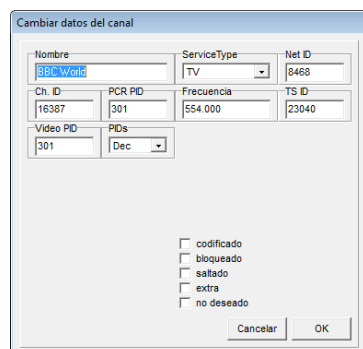 Cambiar datos del canal
Nombre ServiceType Net ID
BBC World TV 8468
Ch. ID PCR PID Frecuencia TS ID
16387 301 554.000 23040
Video PID PIDs
301 Dec
codificado
bloqueado
saltado
extra
no deseado
Cancelar OK